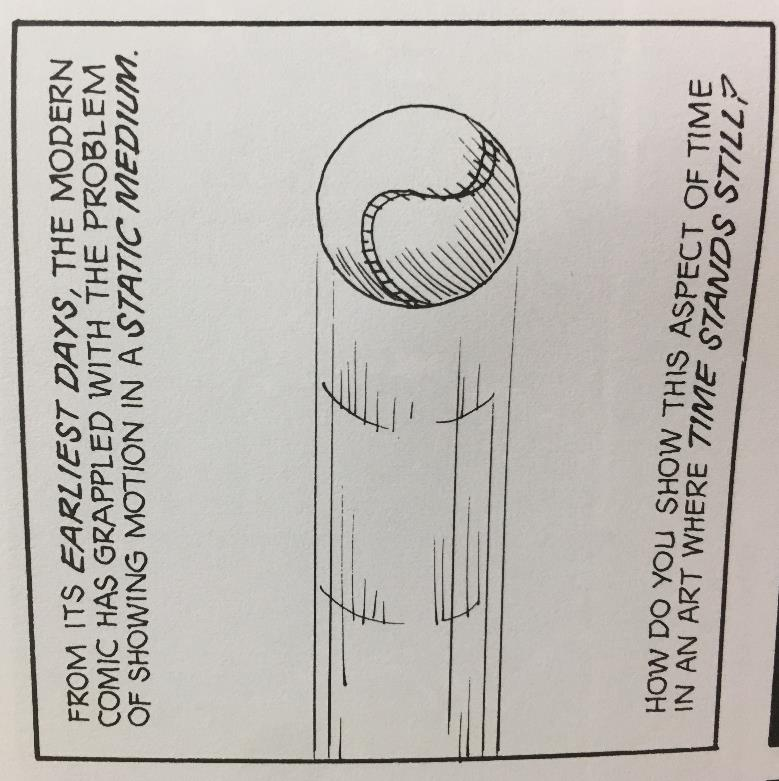 FROM ITS EARLIEST DAYS, THE MODERN
COMIC HAS GRAPPLED WITH THE PROBLEM
OF SHOWING MOTION IN A STATIC MEDIUM.
HOW DO YOU SHOW THIS ASPECT OF TIME
IN AN ART WHERE TIME STANDS STILL?